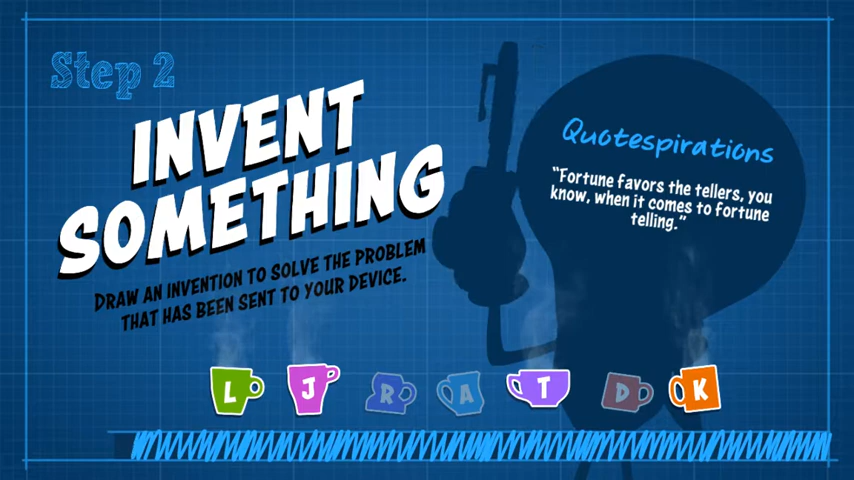 Step 2
INVENT
SOMETHING
DRAW AN INVENTION TO SOLVE THE PROBLEM
THAT HAS BEEN SENT TO YOUR DEVICE.
Quotespirations
"Fortune favors the tellers, you
know, when it comes to fortune
telling."
L J R A T D K